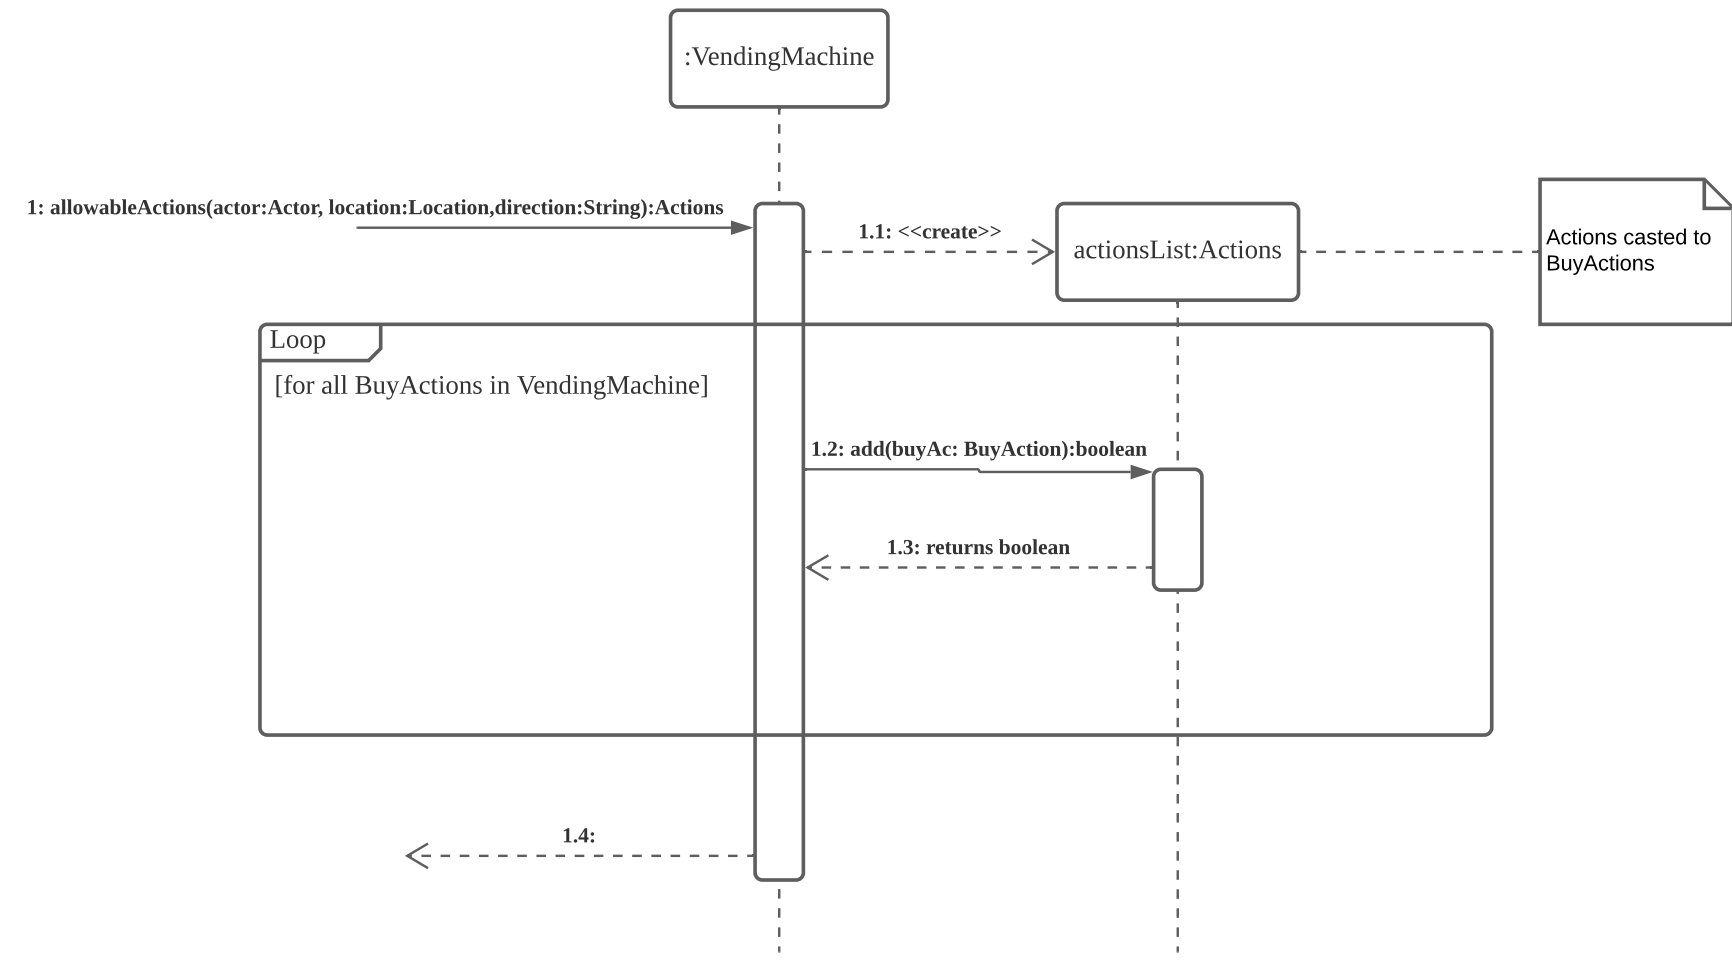 :VendingMachine
1: allowableActions(actor:Actor, location:Location,direction:String):Actions
1.1: <<create>>
actionsList:Actions
Actions casted to
BuyActions
Loop
[for all BuyActions in VendingMachine]
1.2: add(buyAc: BuyAction):boolean
1.3: returns boolean
1.4: